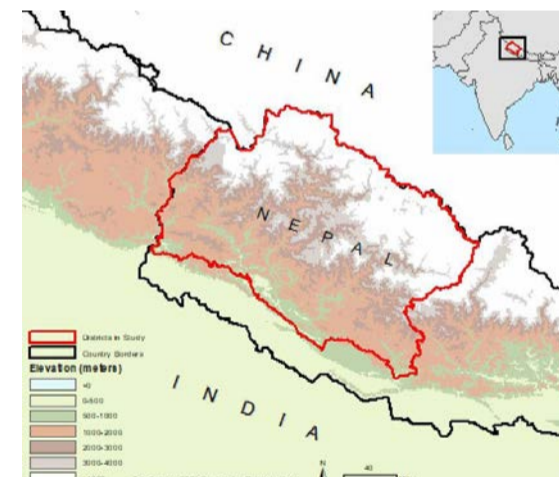 CHINA
NEPAL
INDIA
Districts in Study
Country Borders
Elevation (meters)
<0
0-500
500-1000
1000-2000
2000-3000
3000-4000
N
40